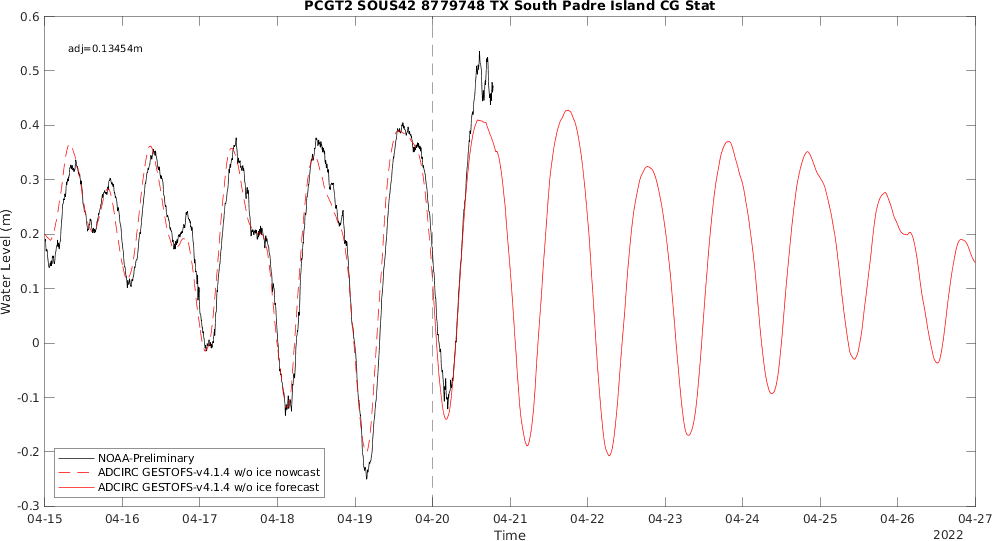 PCGT2 SOUS42 8779748 TX South Padre Island CG Stat
adj=0.13454m
0.6
0.5
0.4
0.3
0.2
0.1
0
-0.1
-0.2
-0.3
Water Level (m)
NOAA-Preliminary
ADCIRC GESTOFS-v4.1.4 w/o ice nowcast
ADCIRC GESTOFS-v4.1.4 w/o ice forecast
04-15 04-16 04-17 04-18 04-19 04-20 04-21 04-22 04-23 04-24 04-25 04-26 04-27
Time
2022